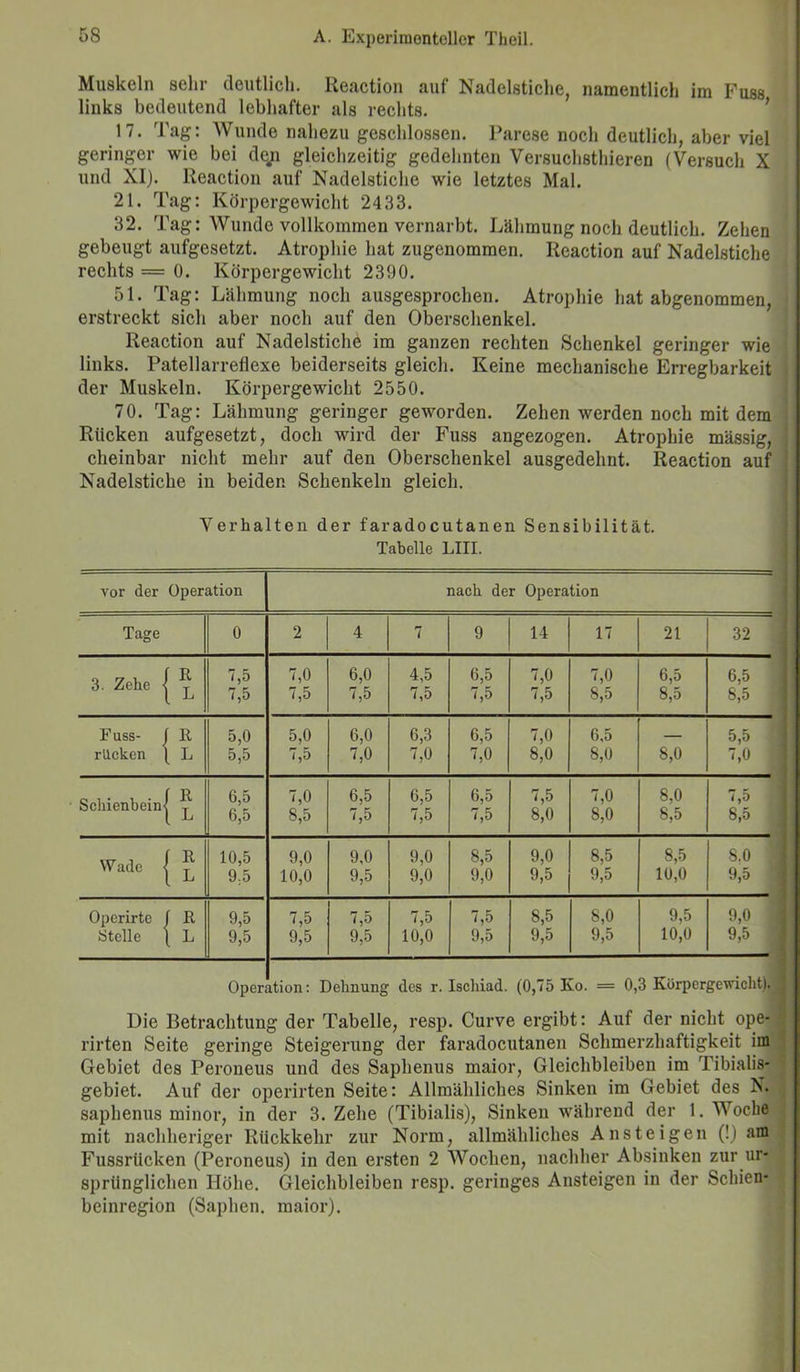 58 A. Experimenteller Theil.
Muskeln sehr deutlich. Reaction auf Nadelstiche, namentlich im Fuss,
links bedeutend lebhafter als rechts.
17. Tag: Wunde nahezu geschlossen. Parese noch deutlich, aber viel
geringer wie bei den gleichzeitig gedehnten Versuchsthieren (Versuch X
und XI). Reaction auf Nadelstiche wie letztes Mal.
21. Tag: Körpergewicht 2433.
32. Tag: Wunde vollkommen vernarbt. Lähmung noch deutlich. Zehen
gebeugt aufgesetzt. Atrophie hat zugenommen. Reaction auf Nadelstiche
rechts = 0. Körpergewicht 2390.
51. Tag: Lähmung noch ausgesprochen. Atrophie hat abgenommen,
erstreckt sich aber noch auf den Oberschenkel.
Reaction auf Nadelstiche im ganzen rechten Schenkel geringer wie
links. Patellarreflexe beiderseits gleich. Keine mechanische Erregbarkeit
der Muskeln. Körpergewicht 2550.
70. Tag: Lähmung geringer geworden. Zehen werden noch mit dem
Rücken aufgesetzt, doch wird der Fuss angezogen. Atrophie mässig,
cheinbar nicht mehr auf den Oberschenkel ausgedehnt. Reaction auf
Nadelstiche in beiden Schenkeln gleich.
Verhalten der faradocutanen Sensibilität.
Tabelle LIII.
vor der Operation nach der Operation
Tage 0 2 4 7 9 14 17 21 32
3. Zehe { R 7,5 7,0 6,0 4,5 6,5 7,0 7,0 6,5 6,5
L 7,5 7,5 7,5 7,5 7,5 7,5 8,5 8,5 8,5
Fuss- { R 5,0 5,0 6,0 6,3 6,5 7,0 6,5 — 5,5
rücken { L 5,5 7,5 7,0 7,0 7,0 8,0 8,0 8,0 7,0
Schienbein { R 6,5 7,0 6,5 6,5 6,5 7,5 7,0 8,0 7,5
L 6,5 8,5 7,5 7,5 7,5 8,0 8,0 8,5 8,5
Wade { R 10,5 9,0 9,0 9,0 8,5 9,0 8,5 8,5 8,0
L 9,5 10,0 9,5 9,0 9,0 9,5 9,5 10,0 9,5
Operirte { R 9,5 7,5 7,5 7,5 7,5 8,5 8,0 9,5 9,0
Stelle { L 9,5 9,5 9,5 10,0 9,5 9,5 9,5 10,0 9,5
Operation: Dehnung des r. Ischiad. (0,75 Ko. = 0,3 Körpergewicht).
Die Betrachtung der Tabelle, resp. Curve ergibt: Auf der nicht ope-
rirten Seite geringe Steigerung der faradocutanen Schmerzhaftigkeit im
Gebiet des Peroneus und des Saphenus maior, Gleichbleiben im Tibialis-
gebiet. Auf der operirten Seite: Allmähliches Sinken im Gebiet des N.
saphenus minor, in der 3. Zehe (Tibialis), Sinken während der 1. Woche
mit nachheriger Rückkehr zur Norm, allmähliches Ansteigen (!) am
Fussrücken (Peroneus) in den ersten 2 Wochen, nachher Absinken zur ur-
sprünglichen Höhe. Gleichbleiben resp. geringes Ansteigen in der Schien-
beinregion (Saphen. maior).